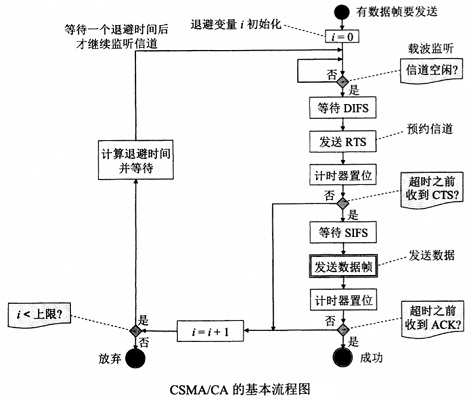 有数据帧要发送
等待一个退避时间后
才继续监听信道
退避变量 i 初始化
i = 0
载波监听
否
信道空闲?
是
等待 DIFS
预约信道
发送 RTS
计算退避时间
并等待
计时器置位
超时之前
收到 CTS?
否
是
等待 SIFS
发送数据
发送数据帧
计时器置位
i < 上限?
是
i = i + 1
否
超时之前
收到 ACK?
否
是
放弃
成功
CSMA/CA 的基本流程图